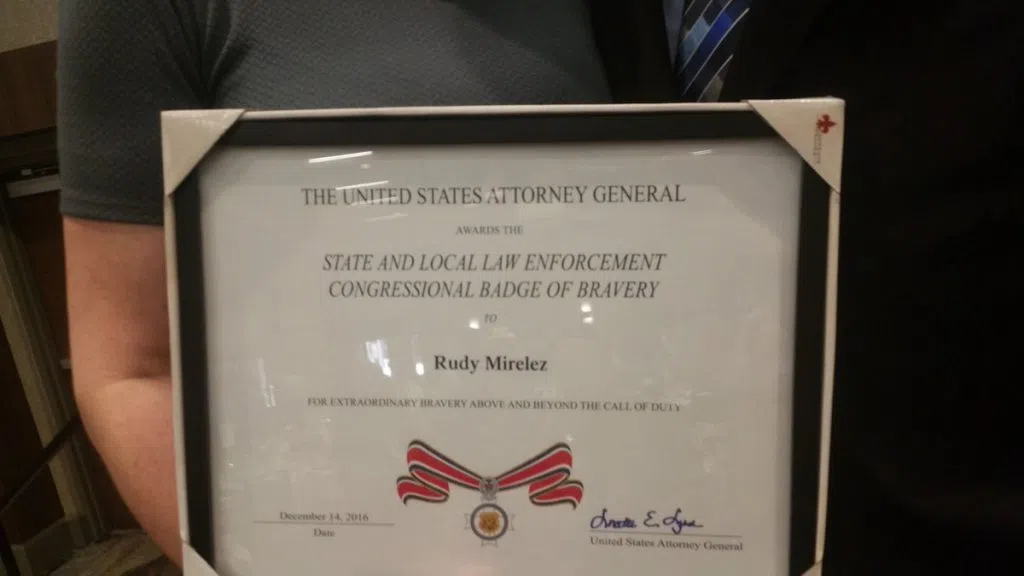 THE UNITED STATES ATTORNEY GENERAL
AWARDS THE
STATE AND LOCAL LAW ENFORCEMENT
CONGRESSIONAL BADGE OF BRAVERY
TO
Rudy Mirelez
FOR EXTRAORDINARY BRAVERY ABOVE AND BEYOND THE CALL OF DUTY
December 14, 2016
Date
United States Attorney General